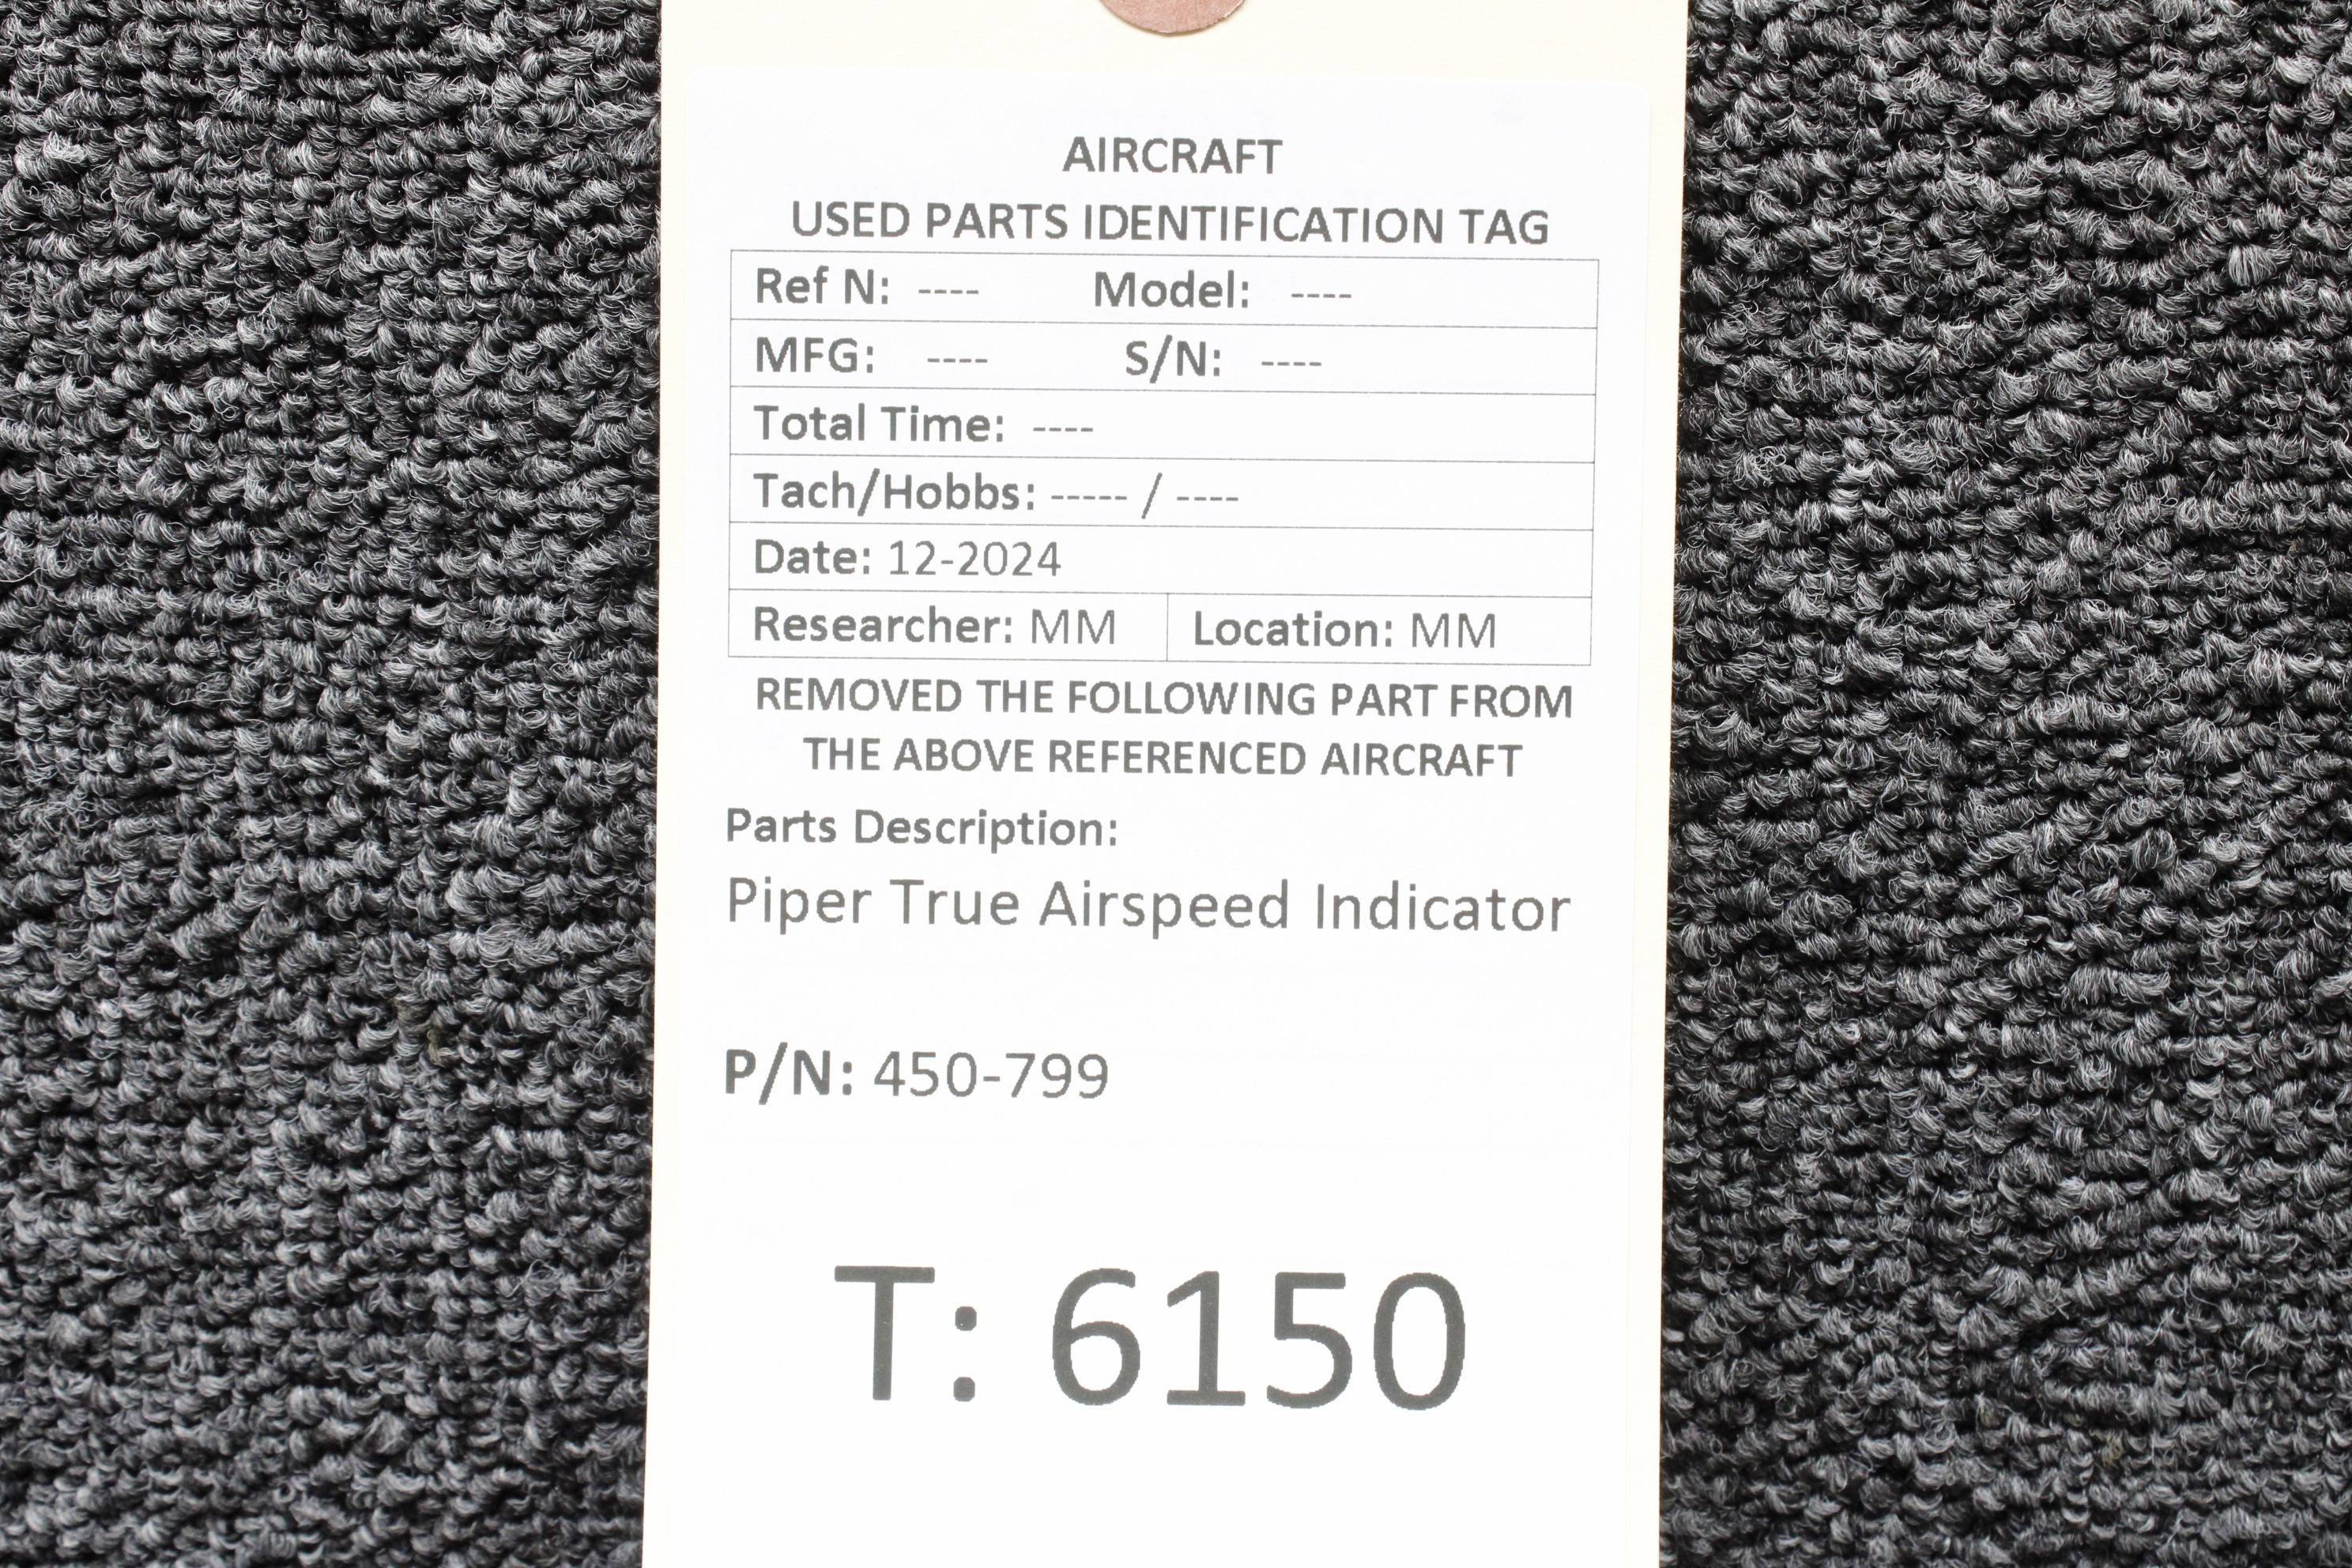 AIRCRAFT
USED PARTS IDENTIFICATION TAG
Ref N: ---- Model: ----
MFG: ---- S/N: ----
Total Time: ----
Tach/Hobbs: ----- / ----
Date: 12-2024
Researcher: MM Location: MM
REMOVED THE FOLLOWING PART FROM
THE ABOVE REFERENCED AIRCRAFT
Parts Description:
Piper True Airspeed Indicator
P/N: 450-799
T: 6150